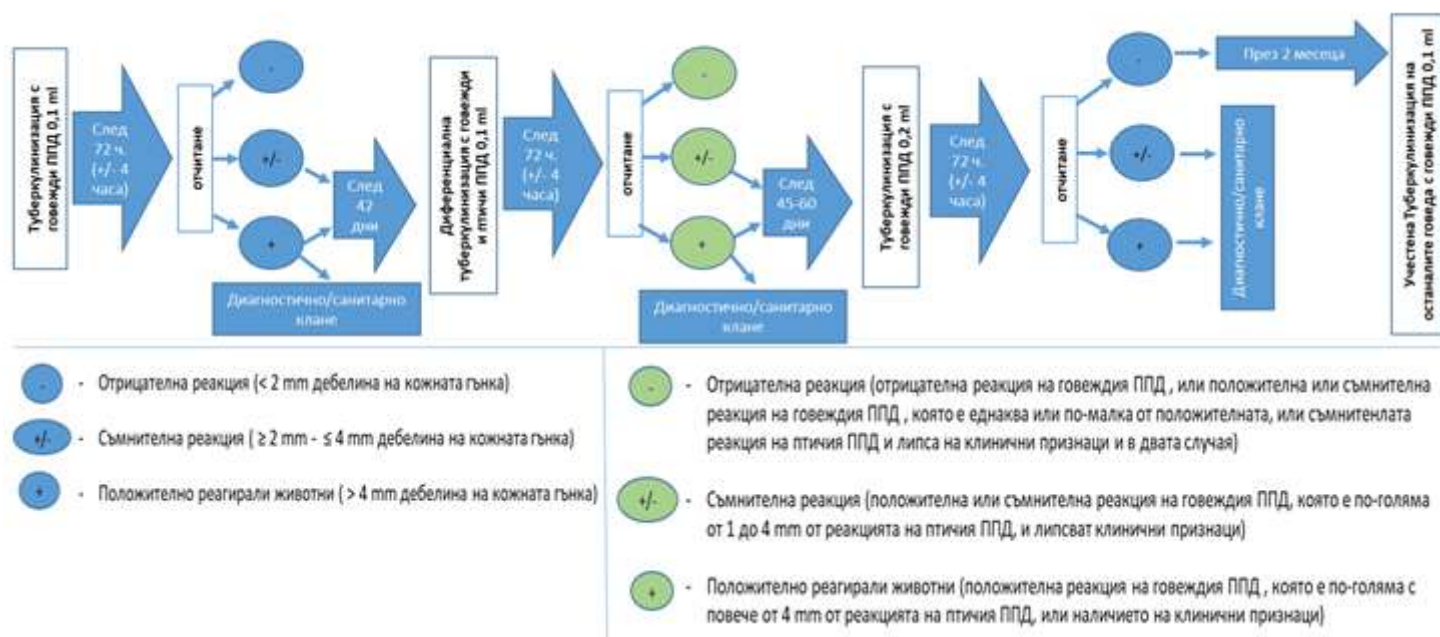 Туберкулинизация с
говежди ППД 0,1 ml
След
72 ч.
(+/- 4
часа)
отчитане
-
+/-
+
След
42
дни
Диагностично/санитарно
клане
Диференциална
туберкулинизация с говежди
и птичи ППД 0,1 ml
След
72 ч.
(+/- 4
часа)
отчитане
-
+/-
+
След
45-60
дни
Диагностично/санитарно
клане
Туберкулинизация с
говежди ППД 0,2 ml
След
72 ч.
(+/- 4
часа)
отчитане
-
+/-
+
През 2 месеца
Диагностично/санитарно
клане
Учестена Туберкулинизация на
останалите говеда с говежди ППД 0,1 ml
- - Отрицателна реакция (< 2 mm дебелина на кожната гънка)
+/- - Съмнителна реакция ( ≥ 2 mm - ≤ 4 mm дебелина на кожната гънка)
+ - Положително реагирали животни ( > 4 mm дебелина на кожната гънка)
- - Отрицателна реакция (отрицателна реакция на говеждия ППД , или положителна или съмнителна
реакция на говеждия ППД , която е еднаква или по-малка от положителната, или съмнитенлата
реакция на птичия ППД и липса на клинични признаци и в двата случая)
+/- - Съмнителна реакция (положителна или съмнителна реакция на говеждия ППД, която е по-голяма
от 1 до 4 mm от реакцията на птичия ППД, и липсват клинични признаци)
+ - Положително реагирали животни (положителна реакция на говеждия ППД , която е по-голяма с
повече от 4 mm от реакцията на птичия ППД, или наличието на клинични признаци)